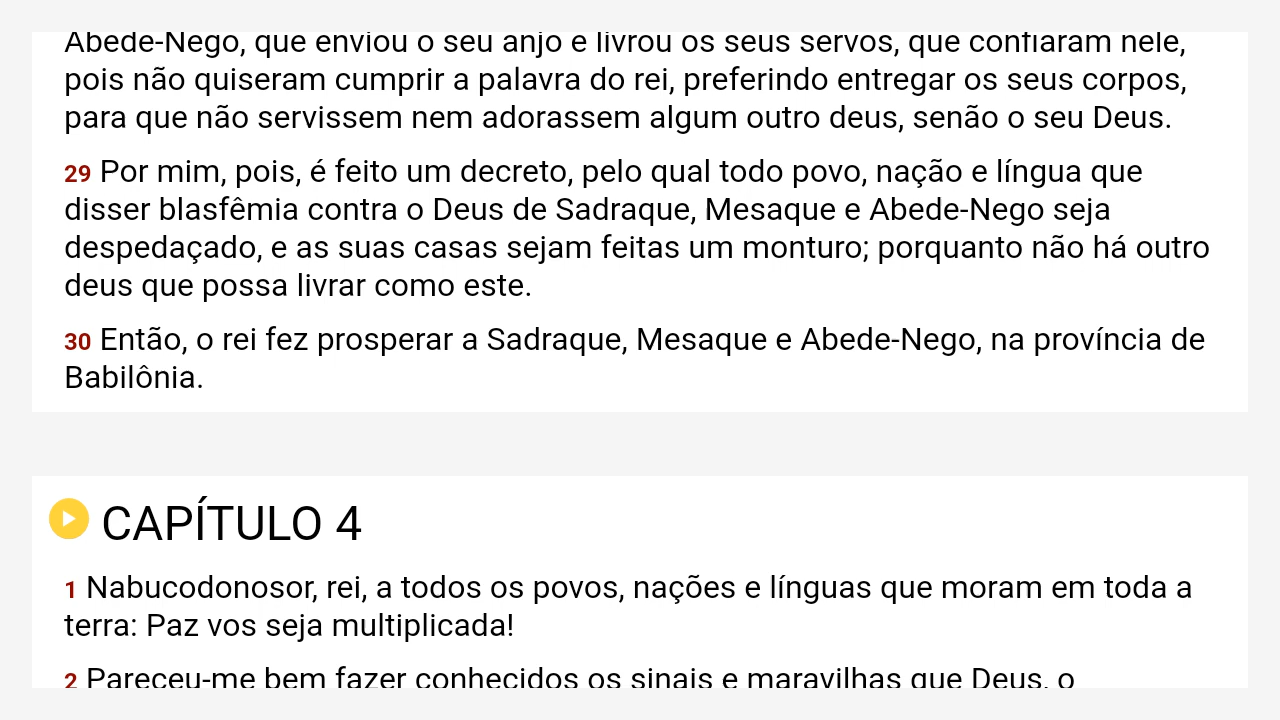 Abede-Nego, que enviou o seu anjo e livrou os seus servos, que confiaram nele,
pois não quiseram cumprir a palavra do rei, preferindo entregar os seus corpos,
para que não servissem nem adorassem algum outro deus, senão o seu Deus.
29 Por mim, pois, é feito um decreto, pelo qual todo povo, nação e língua que
disser blasfêmia contra o Deus de Sadraque, Mesaque e Abede-Nego seja
despedaçado, e as suas casas sejam feitas um monturo; porquanto não há outro
deus que possa livrar como este.
30 Então, o rei fez prosperar a Sadraque, Mesaque e Abede-Nego, na província de
Babilônia.
CAPÍTULO 4
1 Nabucodonosor, rei, a todos os povos, nações e línguas que moram em toda a
terra: Paz vos seja multiplicada!
2 Pareceu-me bem fazer conhecidos os sinais e maravilhas que Deus, o